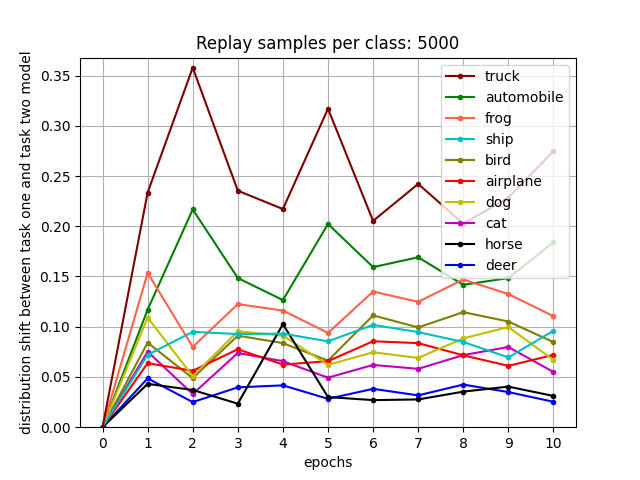 Replay samples per class: 5000
distribution shift between task one and task two model
0.35
0.30
0.25
0.20
0.15
0.10
0.05
0.00
truck
automobile
frog
ship
bird
airplane
dog
cat
horse
deer
0 1 2 3 4 5 6 7 8 9 10
epochs